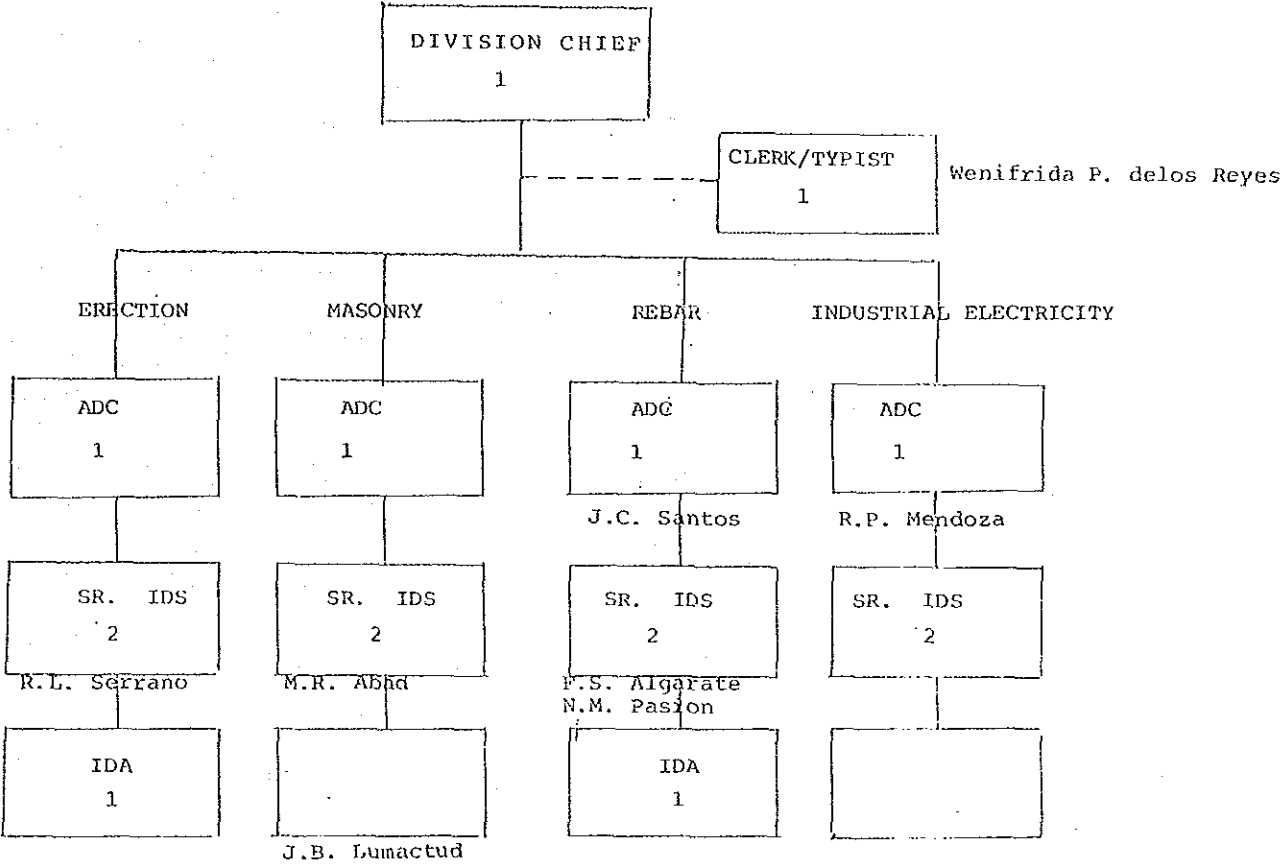 DIVISION CHIEF
1
CLERK/TYPIST
1
Wenifrida P. delos Reyes
ERECTION MASONRY REBAR INDUSTRIAL ELECTRICITY
ADC ADC ADC ADC
1 1 1 1
J.C. Santos R.P. Mendoza
SR. IDS SR. IDS SR. IDS SR. IDS
2 2 2 2
R.L. Serrano M.R. Abad F.S. Algarate
N.M. Pasion
IDA IDA
1 1
J.B. Lumactud